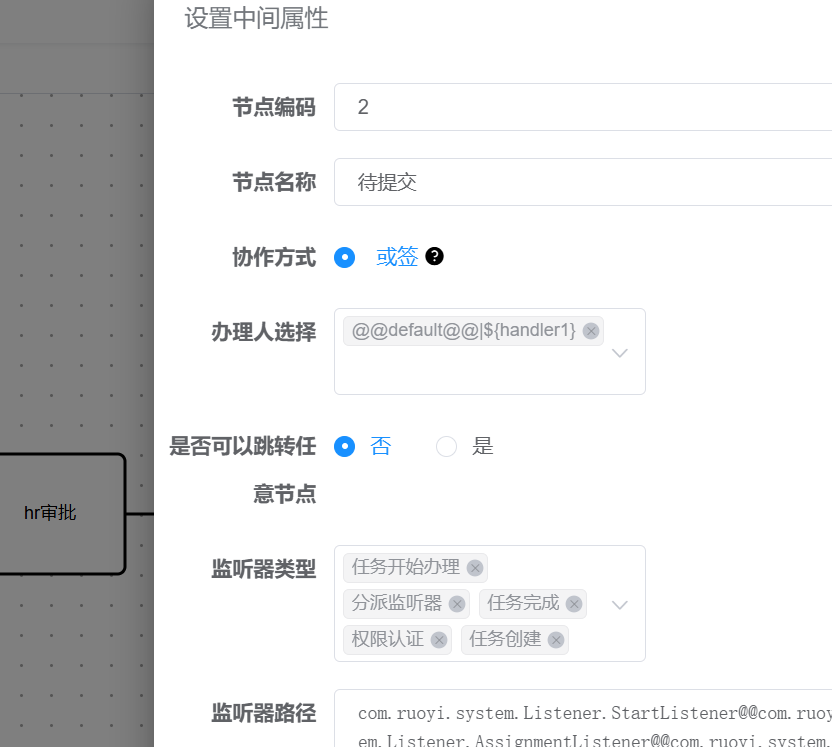 设置中间属性
节点编码
2
节点名称
待提交
协作方式
或签
?
办理人选择
@@default@@|${handler1}
是否可以跳转任
意节点
否
是
hr审批
监听器类型
任务开始办理
分派监听器
任务完成
权限认证
任务创建
监听器路径
com.ruoyi.system.Listener.StartListener@@com.ruoy
em.Listener.AssignmentListener@@com.ruoyi.system.